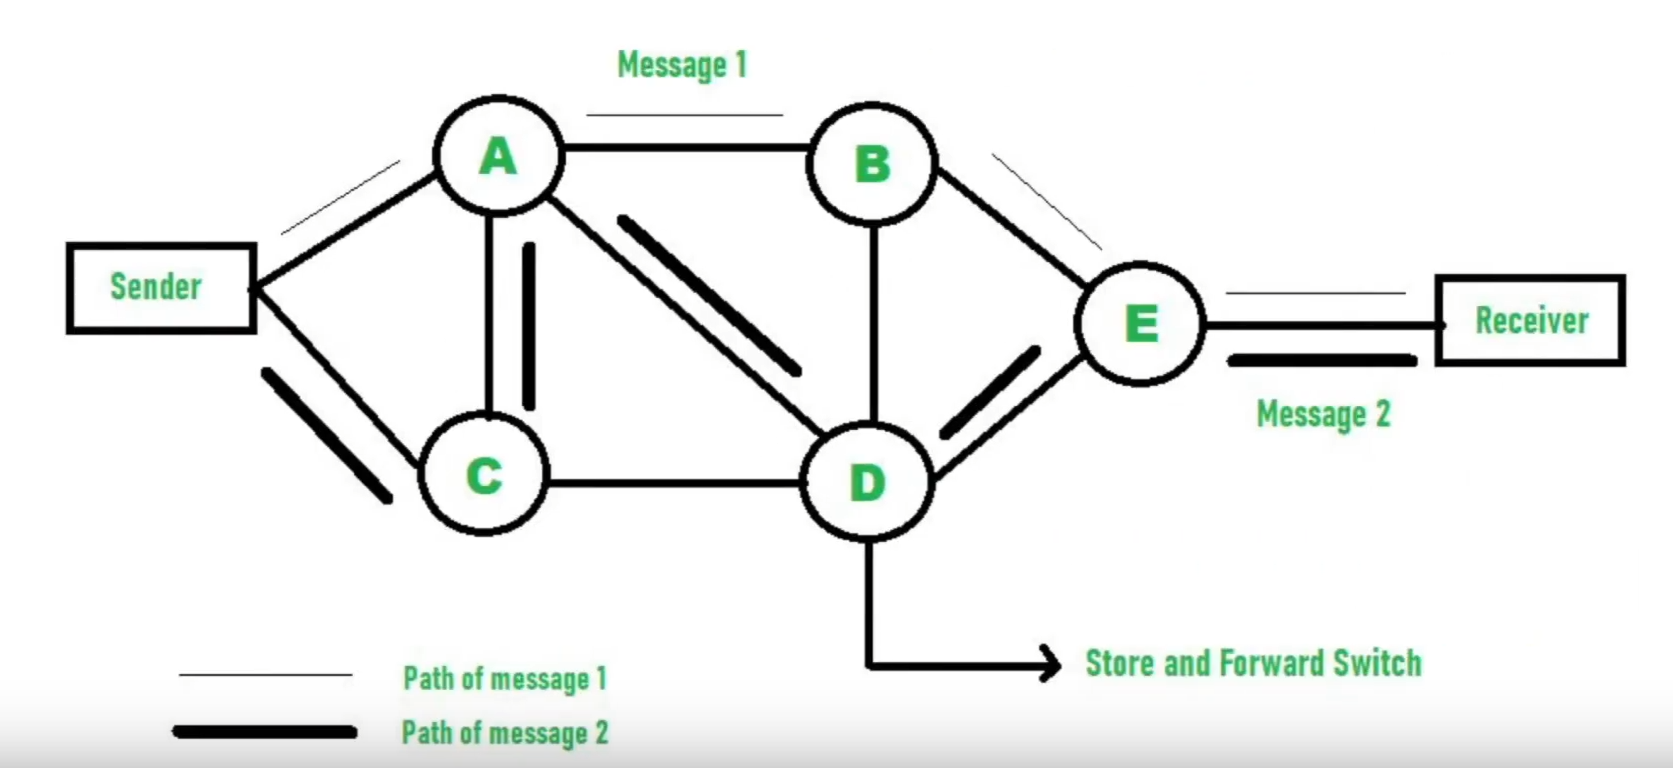 Message 1
A
B
Sender
E
Receiver
Message 2
C
D
Store and Forward Switch
Path of message 1
Path of message 2